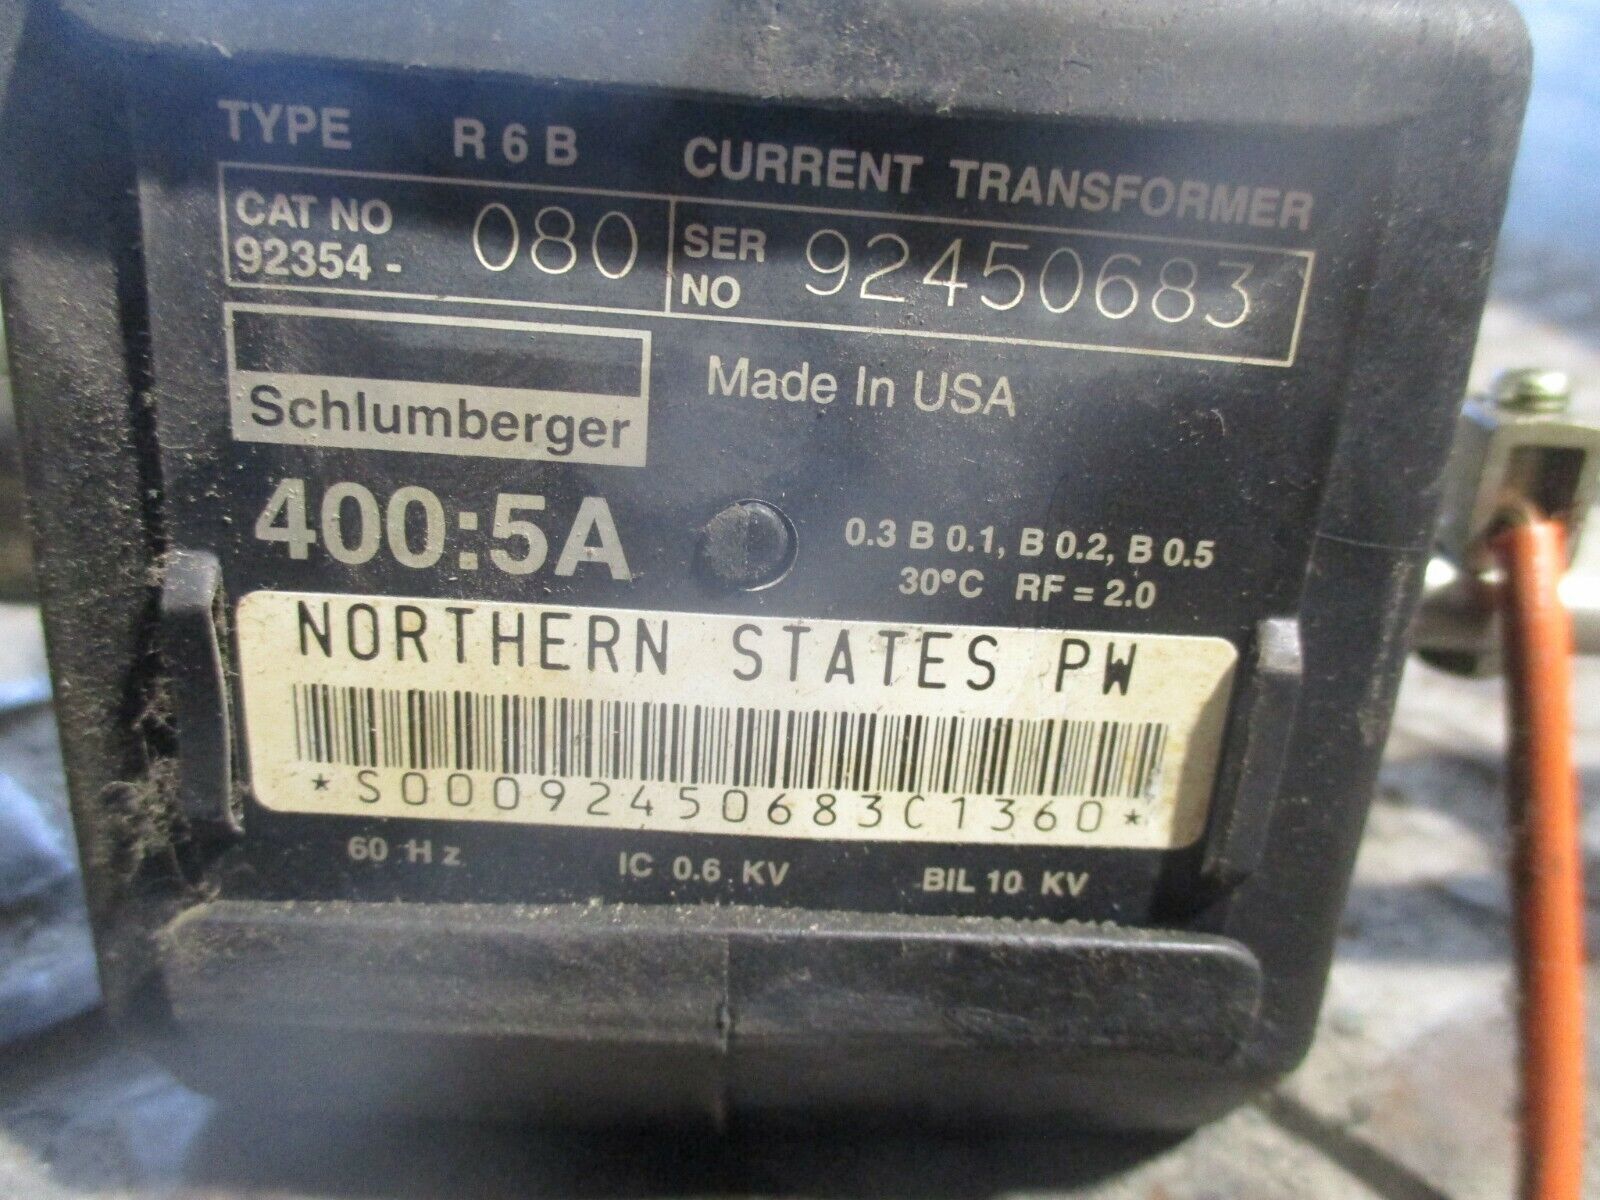 TYPE R6B CURRENT TRANSFORMER
CAT NO 92354- 080 SER NO 92450683
Schlumberger Made In USA
400:5A
0.3 B 0.1, B 0.2, B 0.5
30°C RF = 2.0
NORTHERN STATES PW
*S00092450683C1360*
60 Hz IC 0.6 KV BIL 10 KV